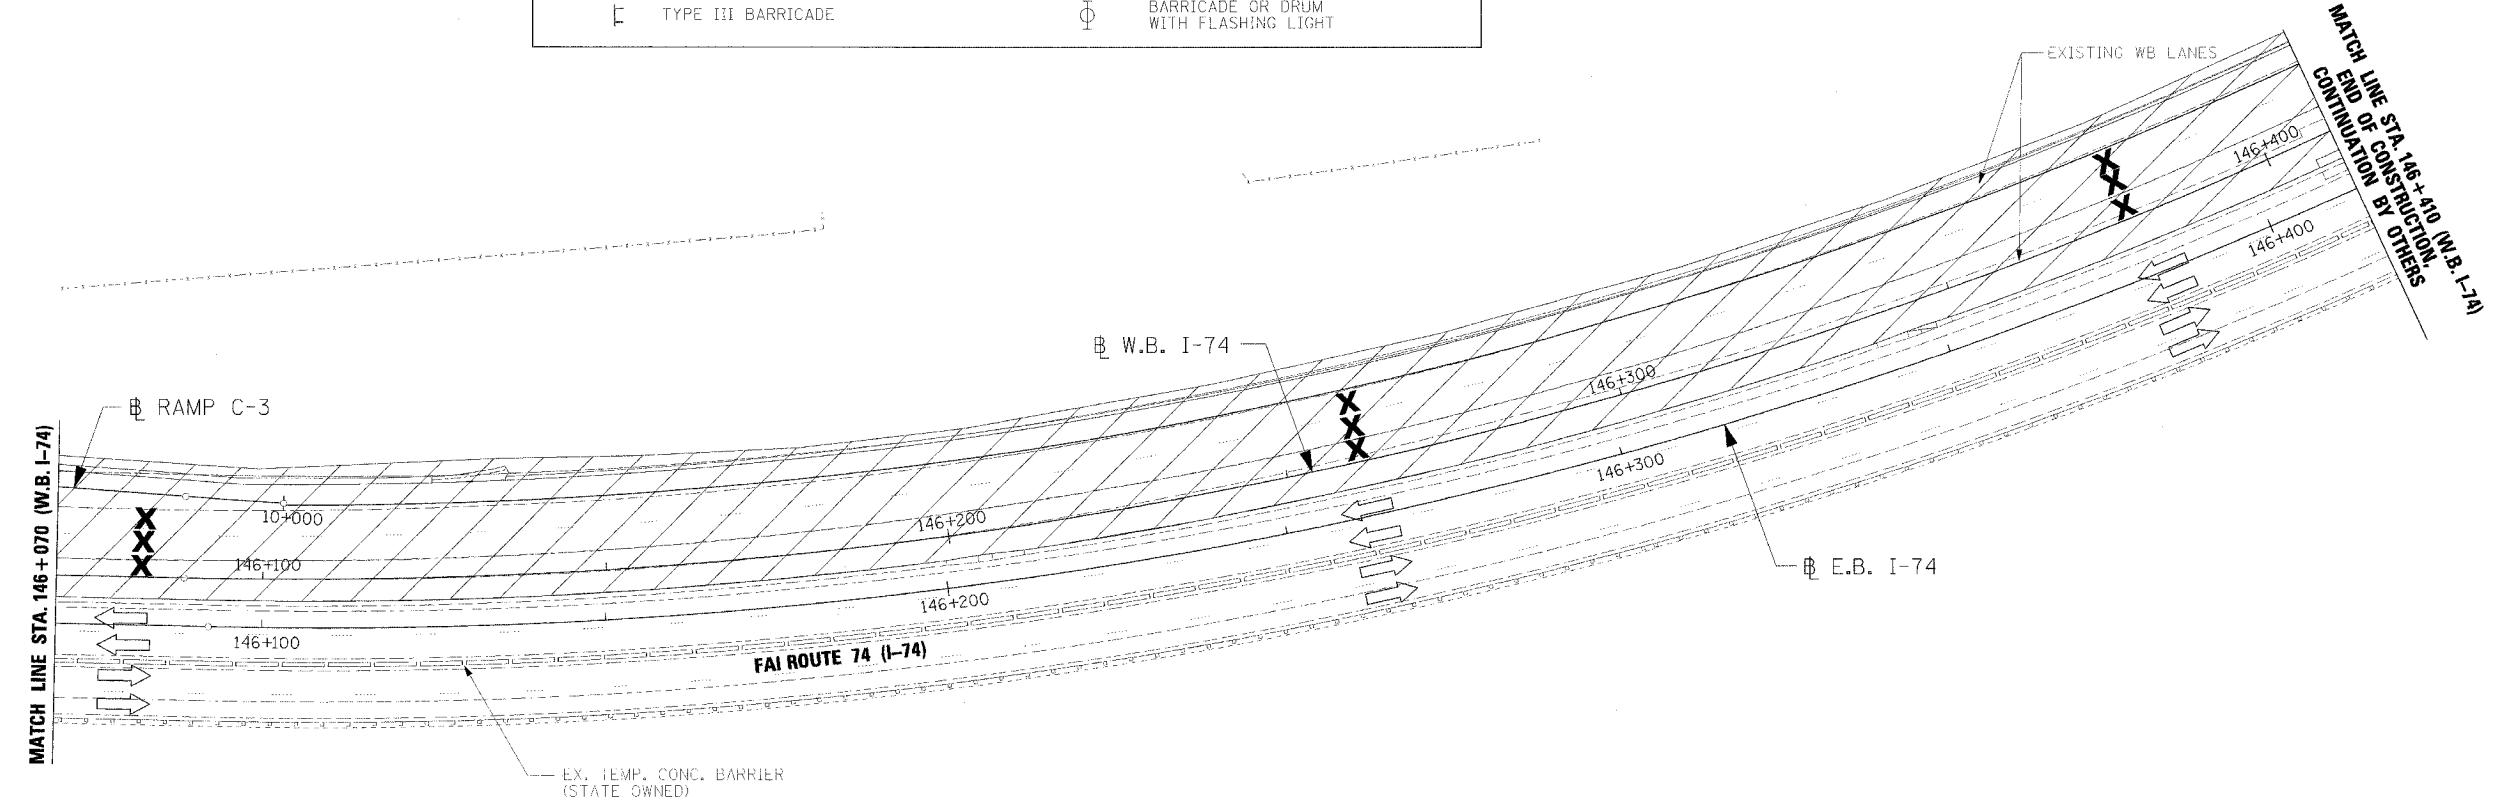 TYPE III BARRICADE
BARRICADE OR DRUM
WITH FLASHING LIGHT
MATCH LINE STA. 146+410 (W.B. I-74)
END OF CONSTRUCTION,
CONTINUATION BY OTHERS
EXISTING WB LANES
146+400
146+400
℄ W.B. I-74
146+300
146+300
℄ RAMP C-3
MATCH LINE STA. 146+070 (W.B. I-74)
X
X
X
X
X
X
X
X
X
10+000
146+200
146+100
℄ E.B. I-74
146+200
146+100
FAI ROUTE 74 (I-74)
EX. TEMP. CONC. BARRIER
(STATE OWNED)